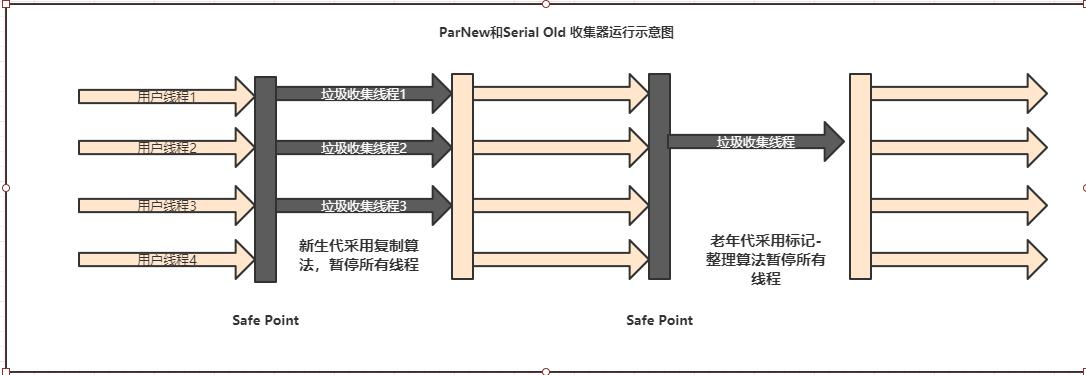 ParNew和Serial Old 收集器运行示意图
用户线程1
垃圾收集线程1
用户线程2
垃圾收集线程2
垃圾收集线程
用户线程3
垃圾收集线程3
用户线程4
新生代采用复制算
法，暂停所有线程
老年代采用标记-
整理算法暂停所有
线程
Safe Point
Safe Point